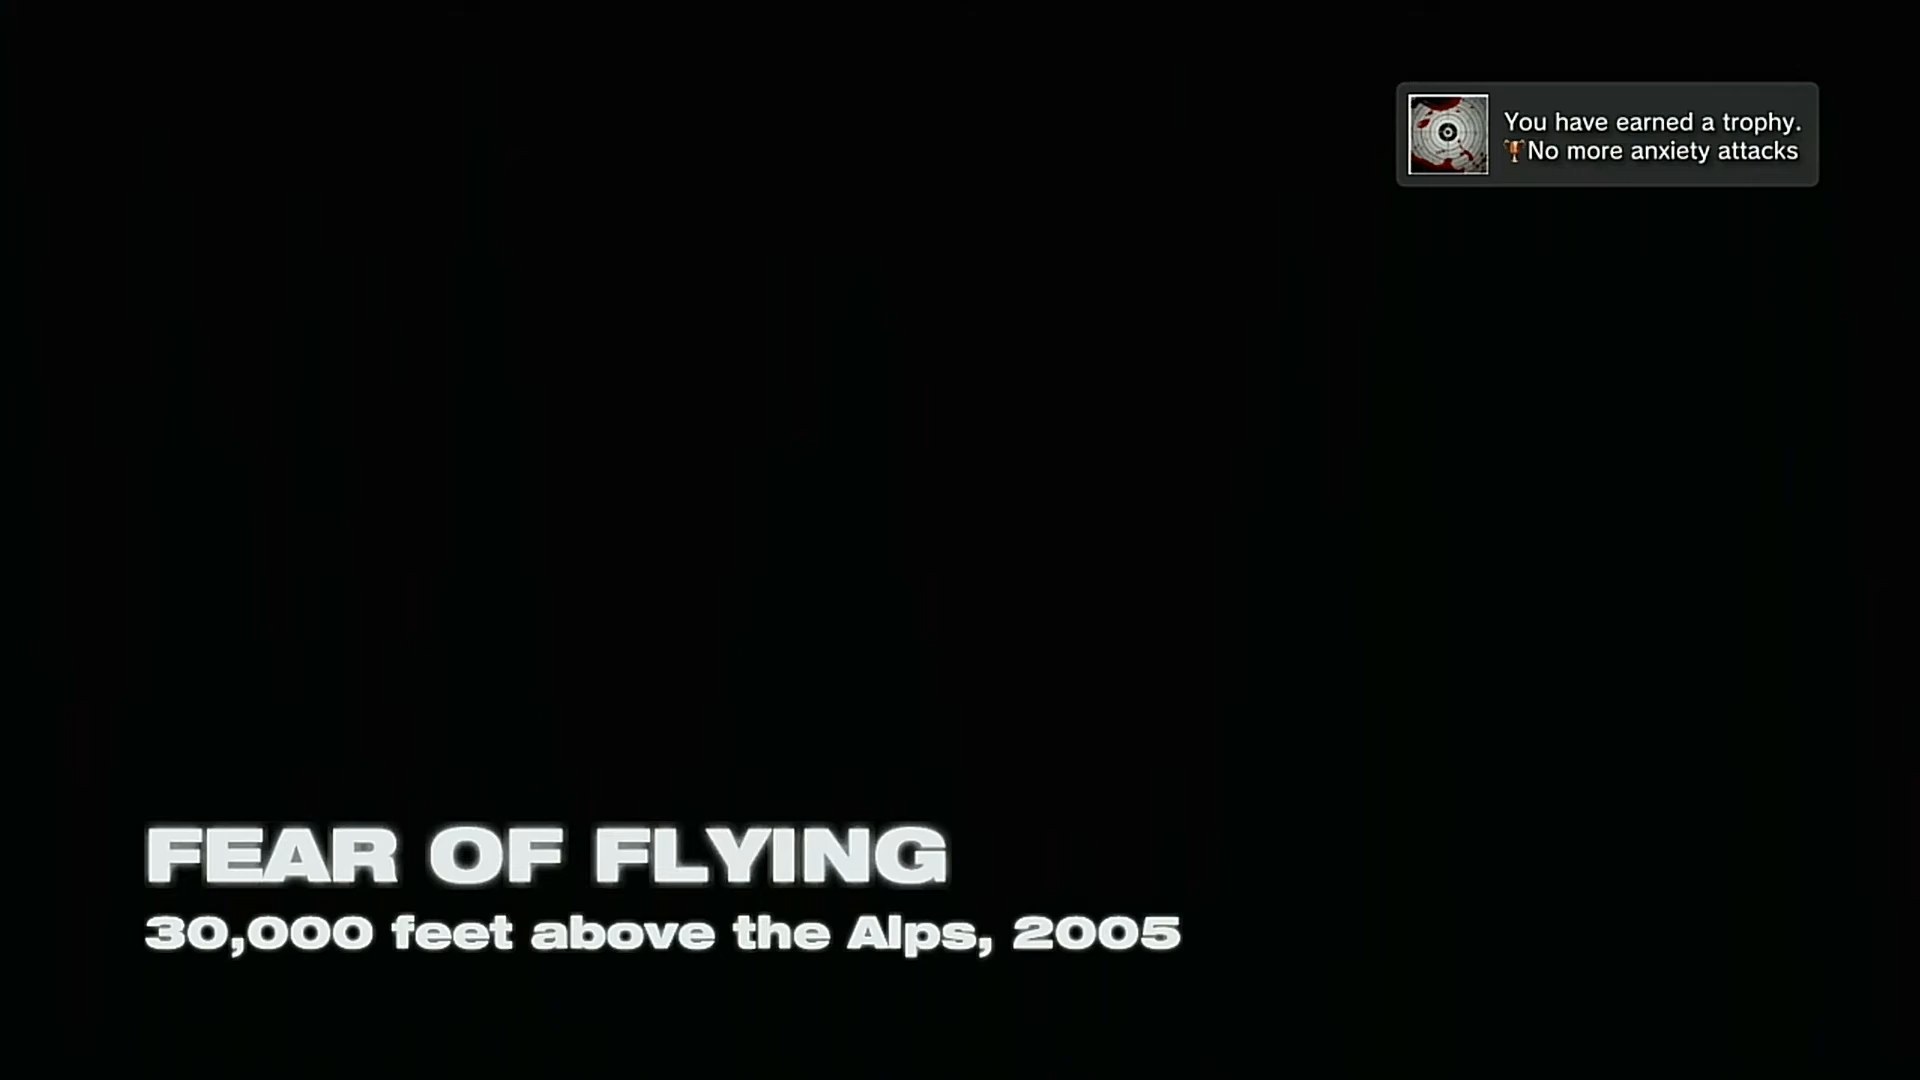 You have earned a trophy.
No more anxiety attacks
FEAR OF FLYING
30,000 feet above the Alps, 2005